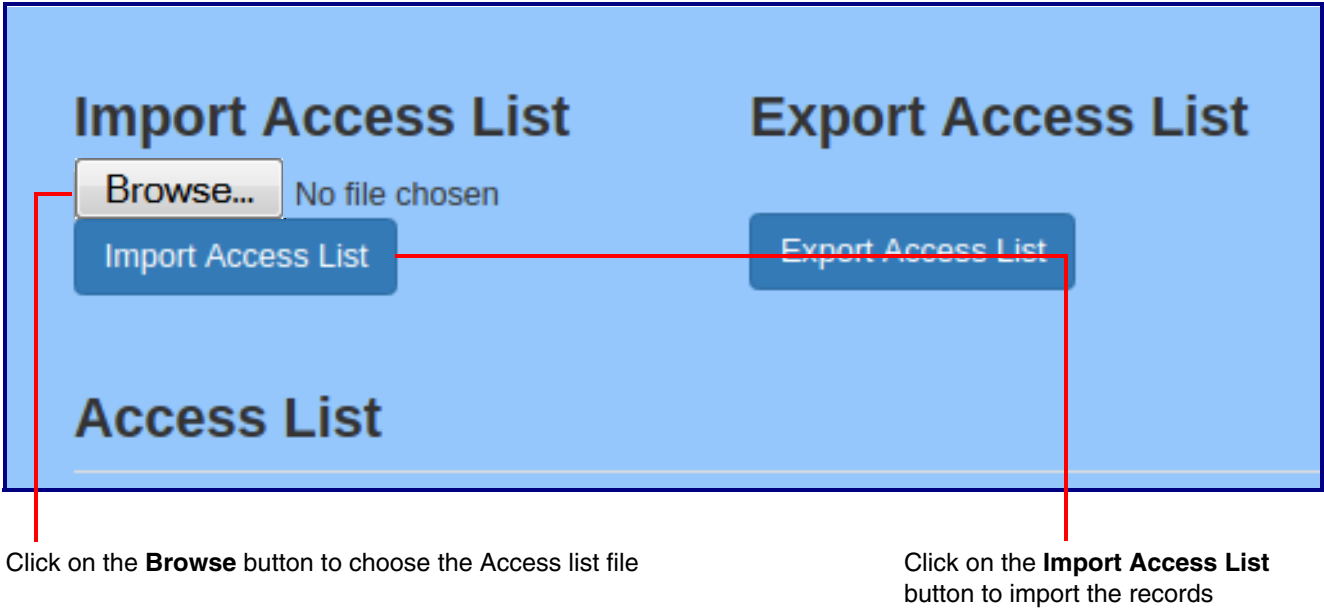 Import Access List
Export Access List
Browse... No file chosen
Import Access List
Export Access List
Access List
Click on the Browse button to choose the Access list file
Click on the Import Access List
button to import the records